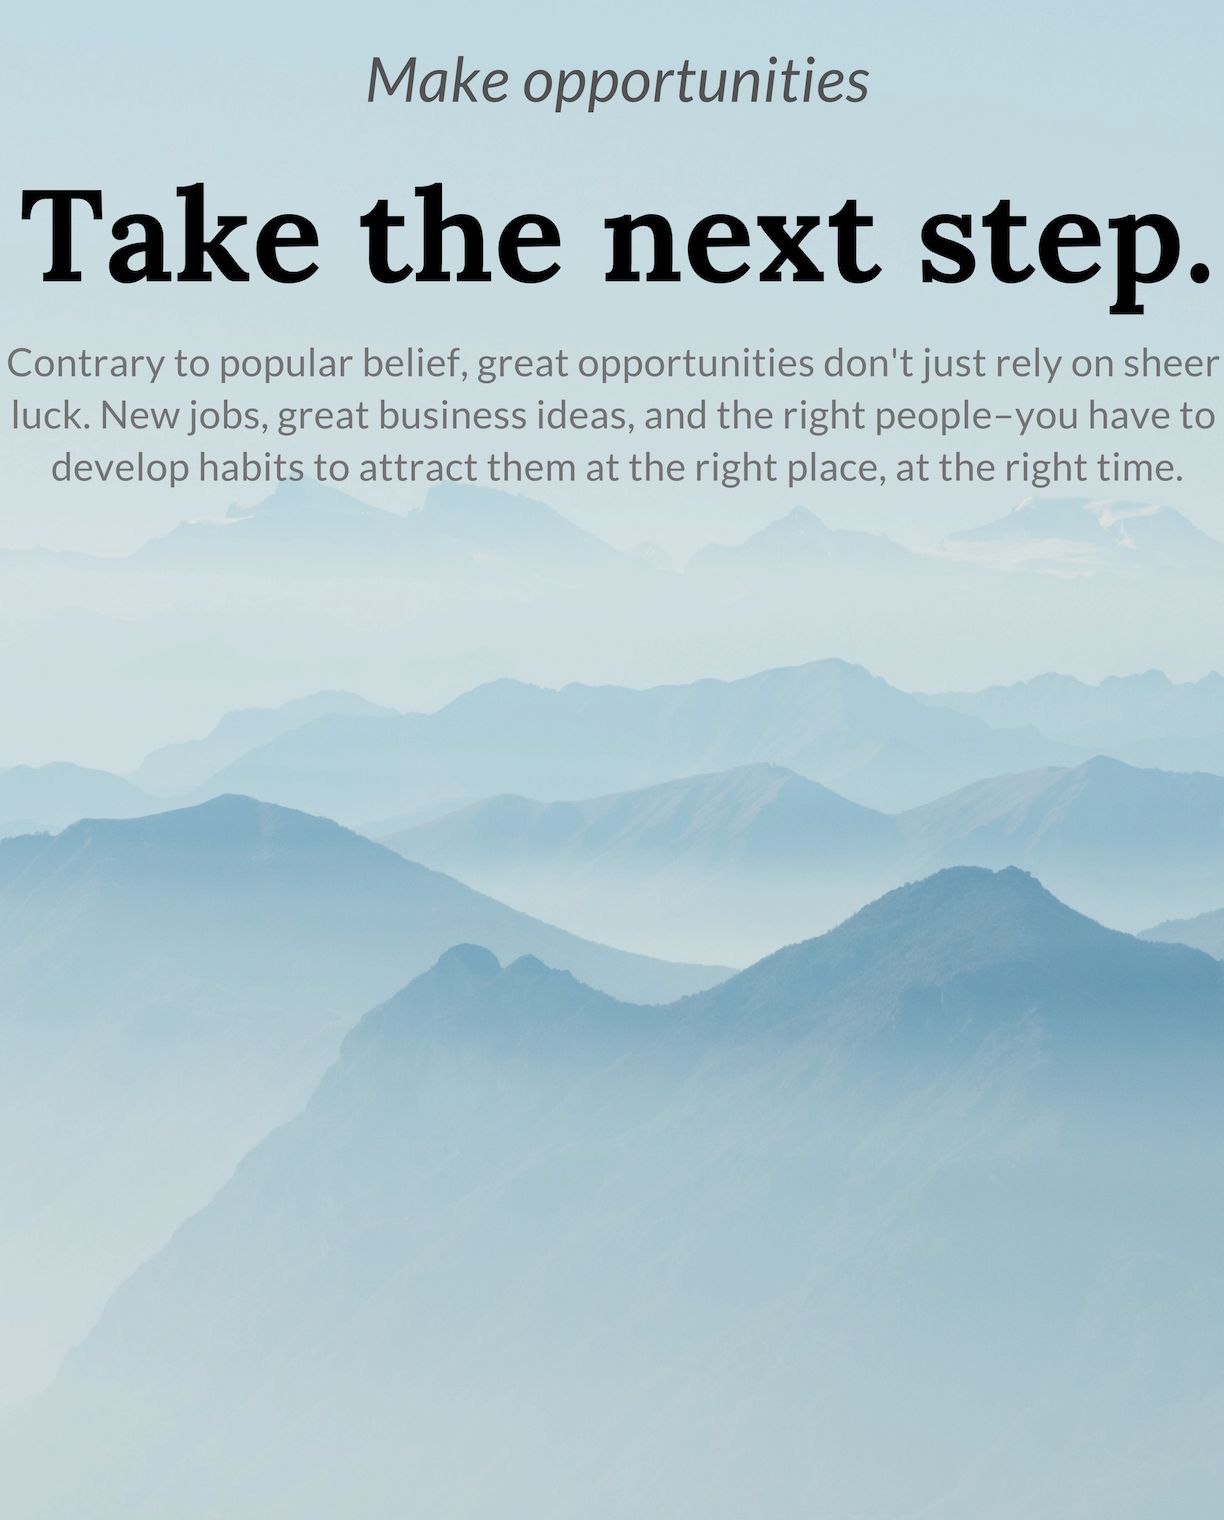 Make opportunities
Take the next step.
Contrary to popular belief, great opportunities don't just rely on sheer
luck. New jobs, great business ideas, and the right people–you have to
develop habits to attract them at the right place, at the right time.